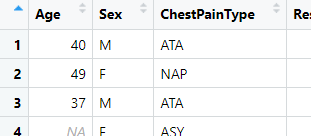 Age Sex ChestPainType Res
1 40 M ATA
2 49 F NAP
3 37 M ATA
4 NA F ASY